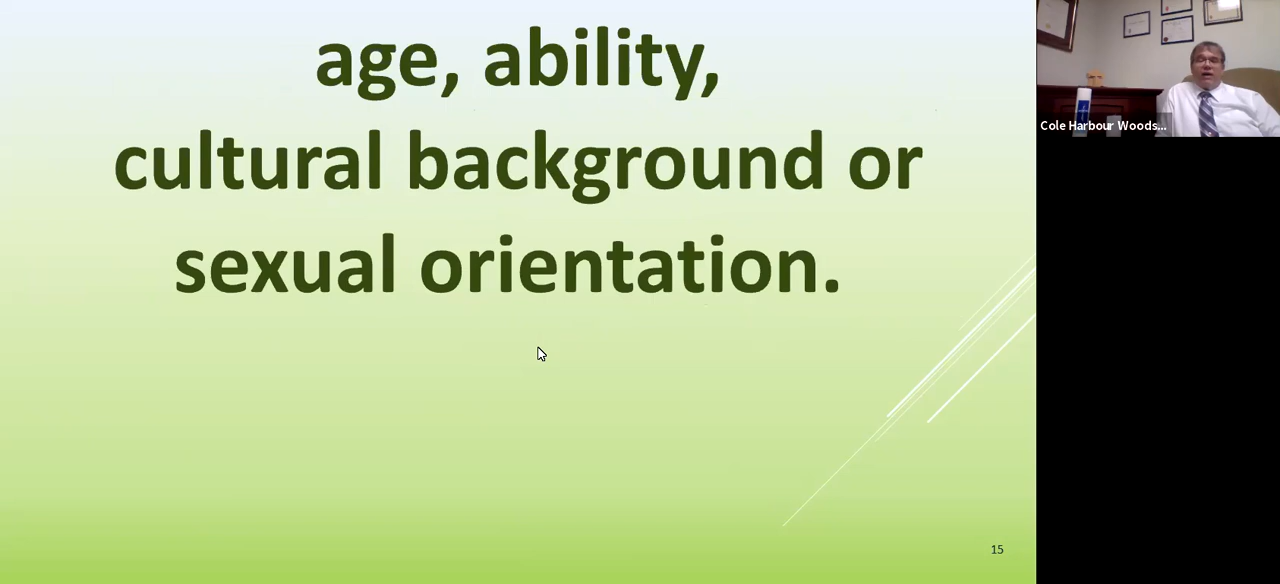 age, ability,
cultural background or
sexual orientation.
Cole Harbour Woods...
15